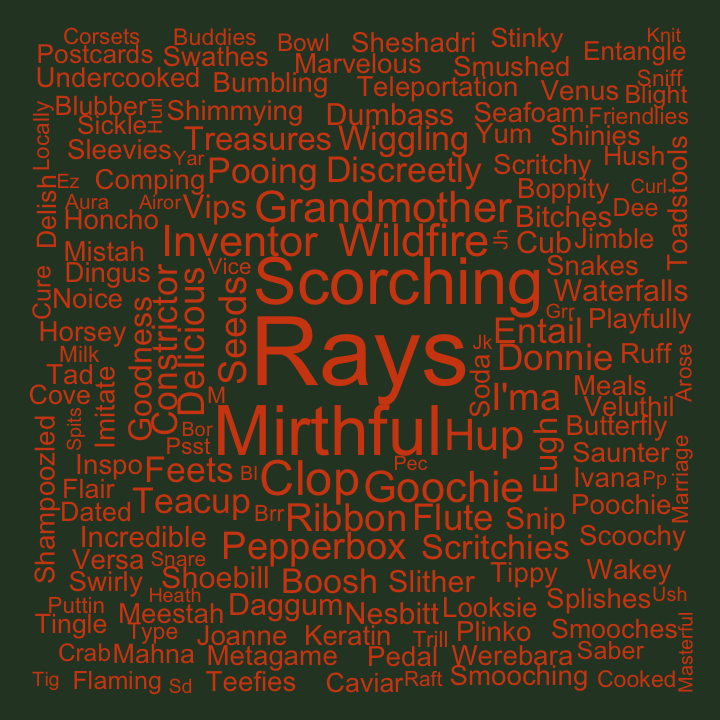 Corsets Buddies Bowl Sheshadri Stinky Knit
Postcards Swathes Marvelous Smushed Entangle
Undercooked Bumbling Teleportation Venus Sniff Blight
Blubber Hurl Shimmying Dumbass Seafoam Friendlies
Locally Sickle Treasures Wiggling Yum Shinies
Sleevies Yar Pooing Discreetly Scritchy Hush Toadstools
Ez Comping Boppity Curl
Delish Aura Airor Vips Grandmother Bitches Dee
Honcho Inventor Wildfire Jh Cub Jimble
Mistah Vice Scorching Snakes
Dingus Constrictor Delicious Seeds Waterfalls
Cure Noice Goodness Rays Grr Playfully
Horsey Entail
Milk Jk Donnie Ruff Arose
Tad Imitate Soda Meals
Cove M I'ma Veluthil
Shampoozled Spits Bor Mirthful Hup Eugh Butterfly
Psst Saunter Marriage
Inspo Feets Bl Clop Pec Goochie Ivana Pp
Flair Teacup Poochie
Dated Brr Ribbon Flute Snip
Incredible Pepperbox Scritchies Scoochy
Versa Snare Shoebill Boosh Slither Tippy Wakey
Swirly Heath Daggum Splishes Ush
Puttin Meestah Nesbitt Looksie
Tingle Type Joanne Keratin Trill Plinko Smooches Masterful
Crab Mahna Metagame Pedal Werebara Saber
Tig Flaming Sd Teefies Caviar Raft Smooching Cooked